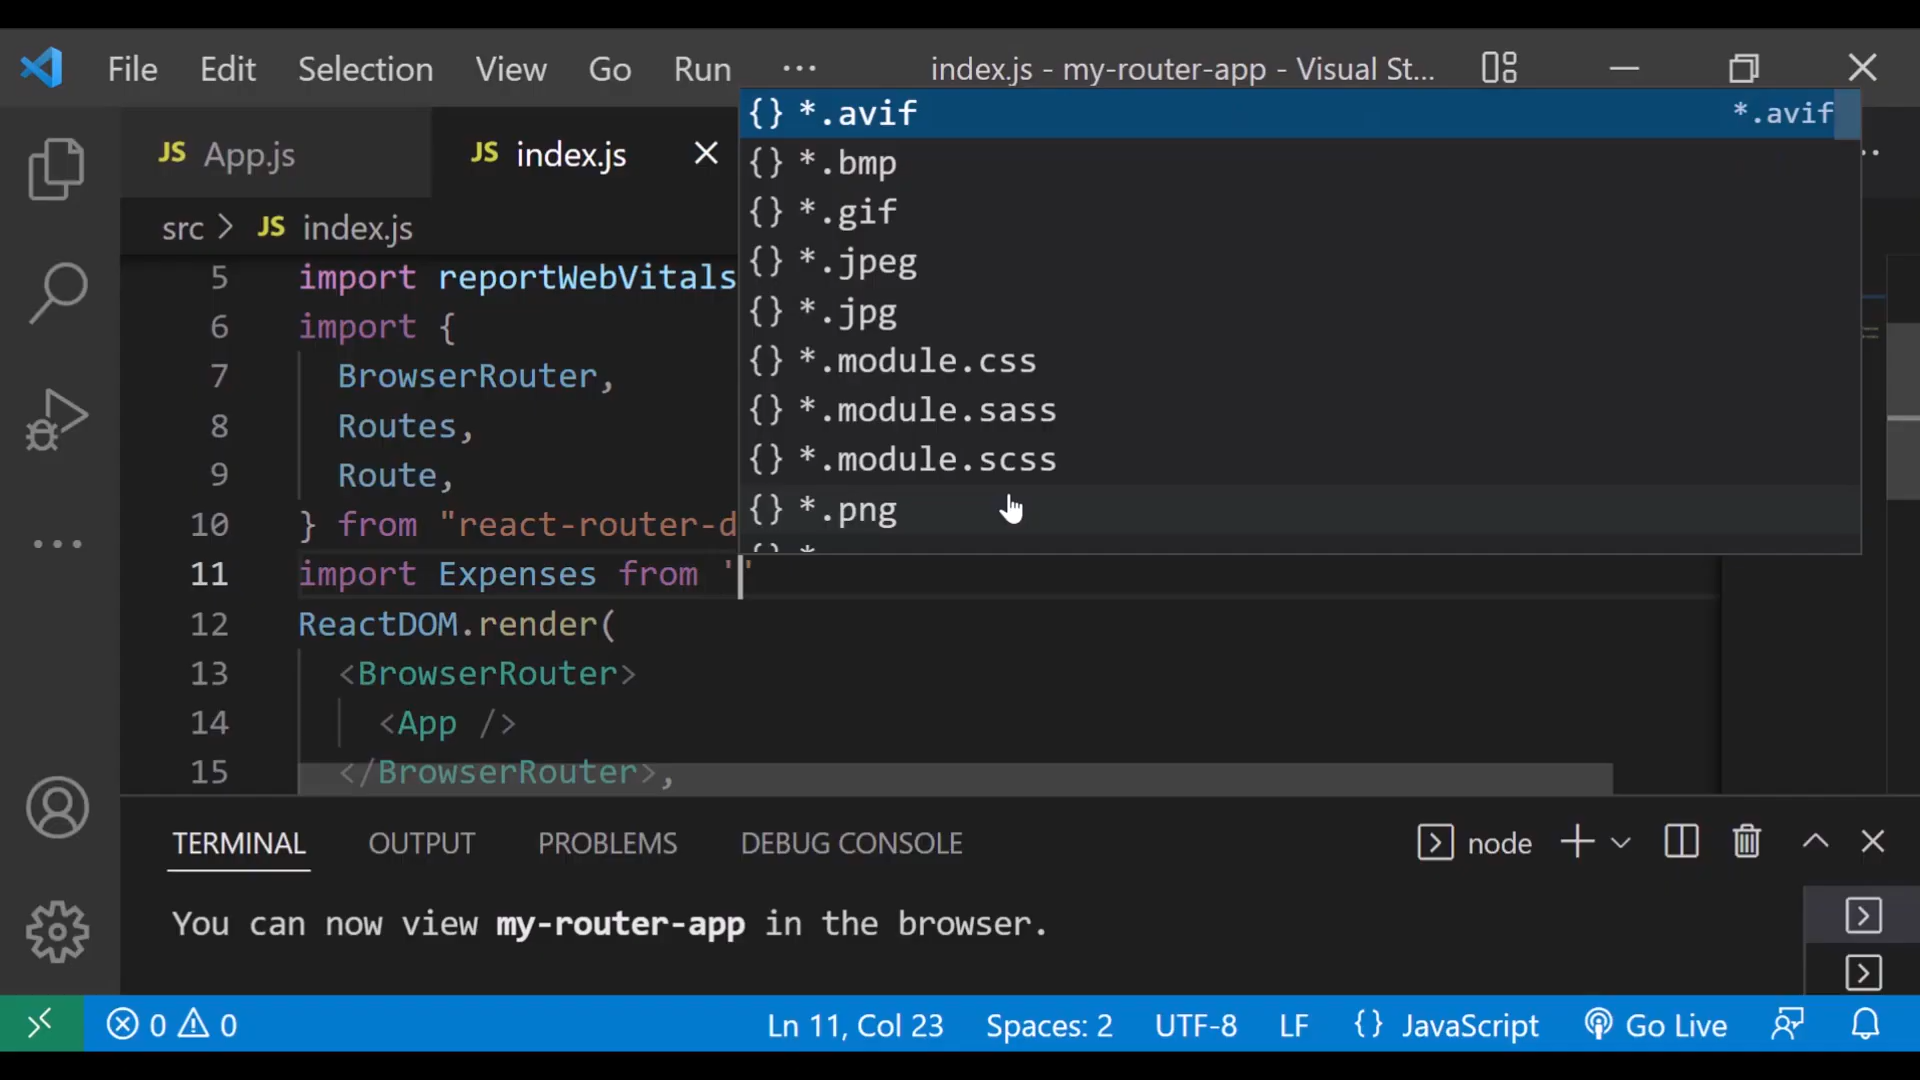 File Edit Selection View Go Run ··· index.js - my-router-app - Visual St...
JS App.js JS index.js
src > JS index.js
{} *.avif *.avif
{} *.bmp
{} *.gif
{} *.jpeg
{} *.jpg
{} *.module.css
{} *.module.sass
{} *.module.scss
{} *.png
5 import reportWebVitals
6 import {
7 BrowserRouter,
8 Routes,
9 Route,
10 } from "react-router-d
11 import Expenses from ''
12 ReactDOM.render(
13 <BrowserRouter>
14 <App />
15 </BrowserRouter>,
TERMINAL OUTPUT PROBLEMS DEBUG CONSOLE node
You can now view my-router-app in the browser.
0 0 Ln 11, Col 23 Spaces: 2 UTF-8 LF {} JavaScript Go Live